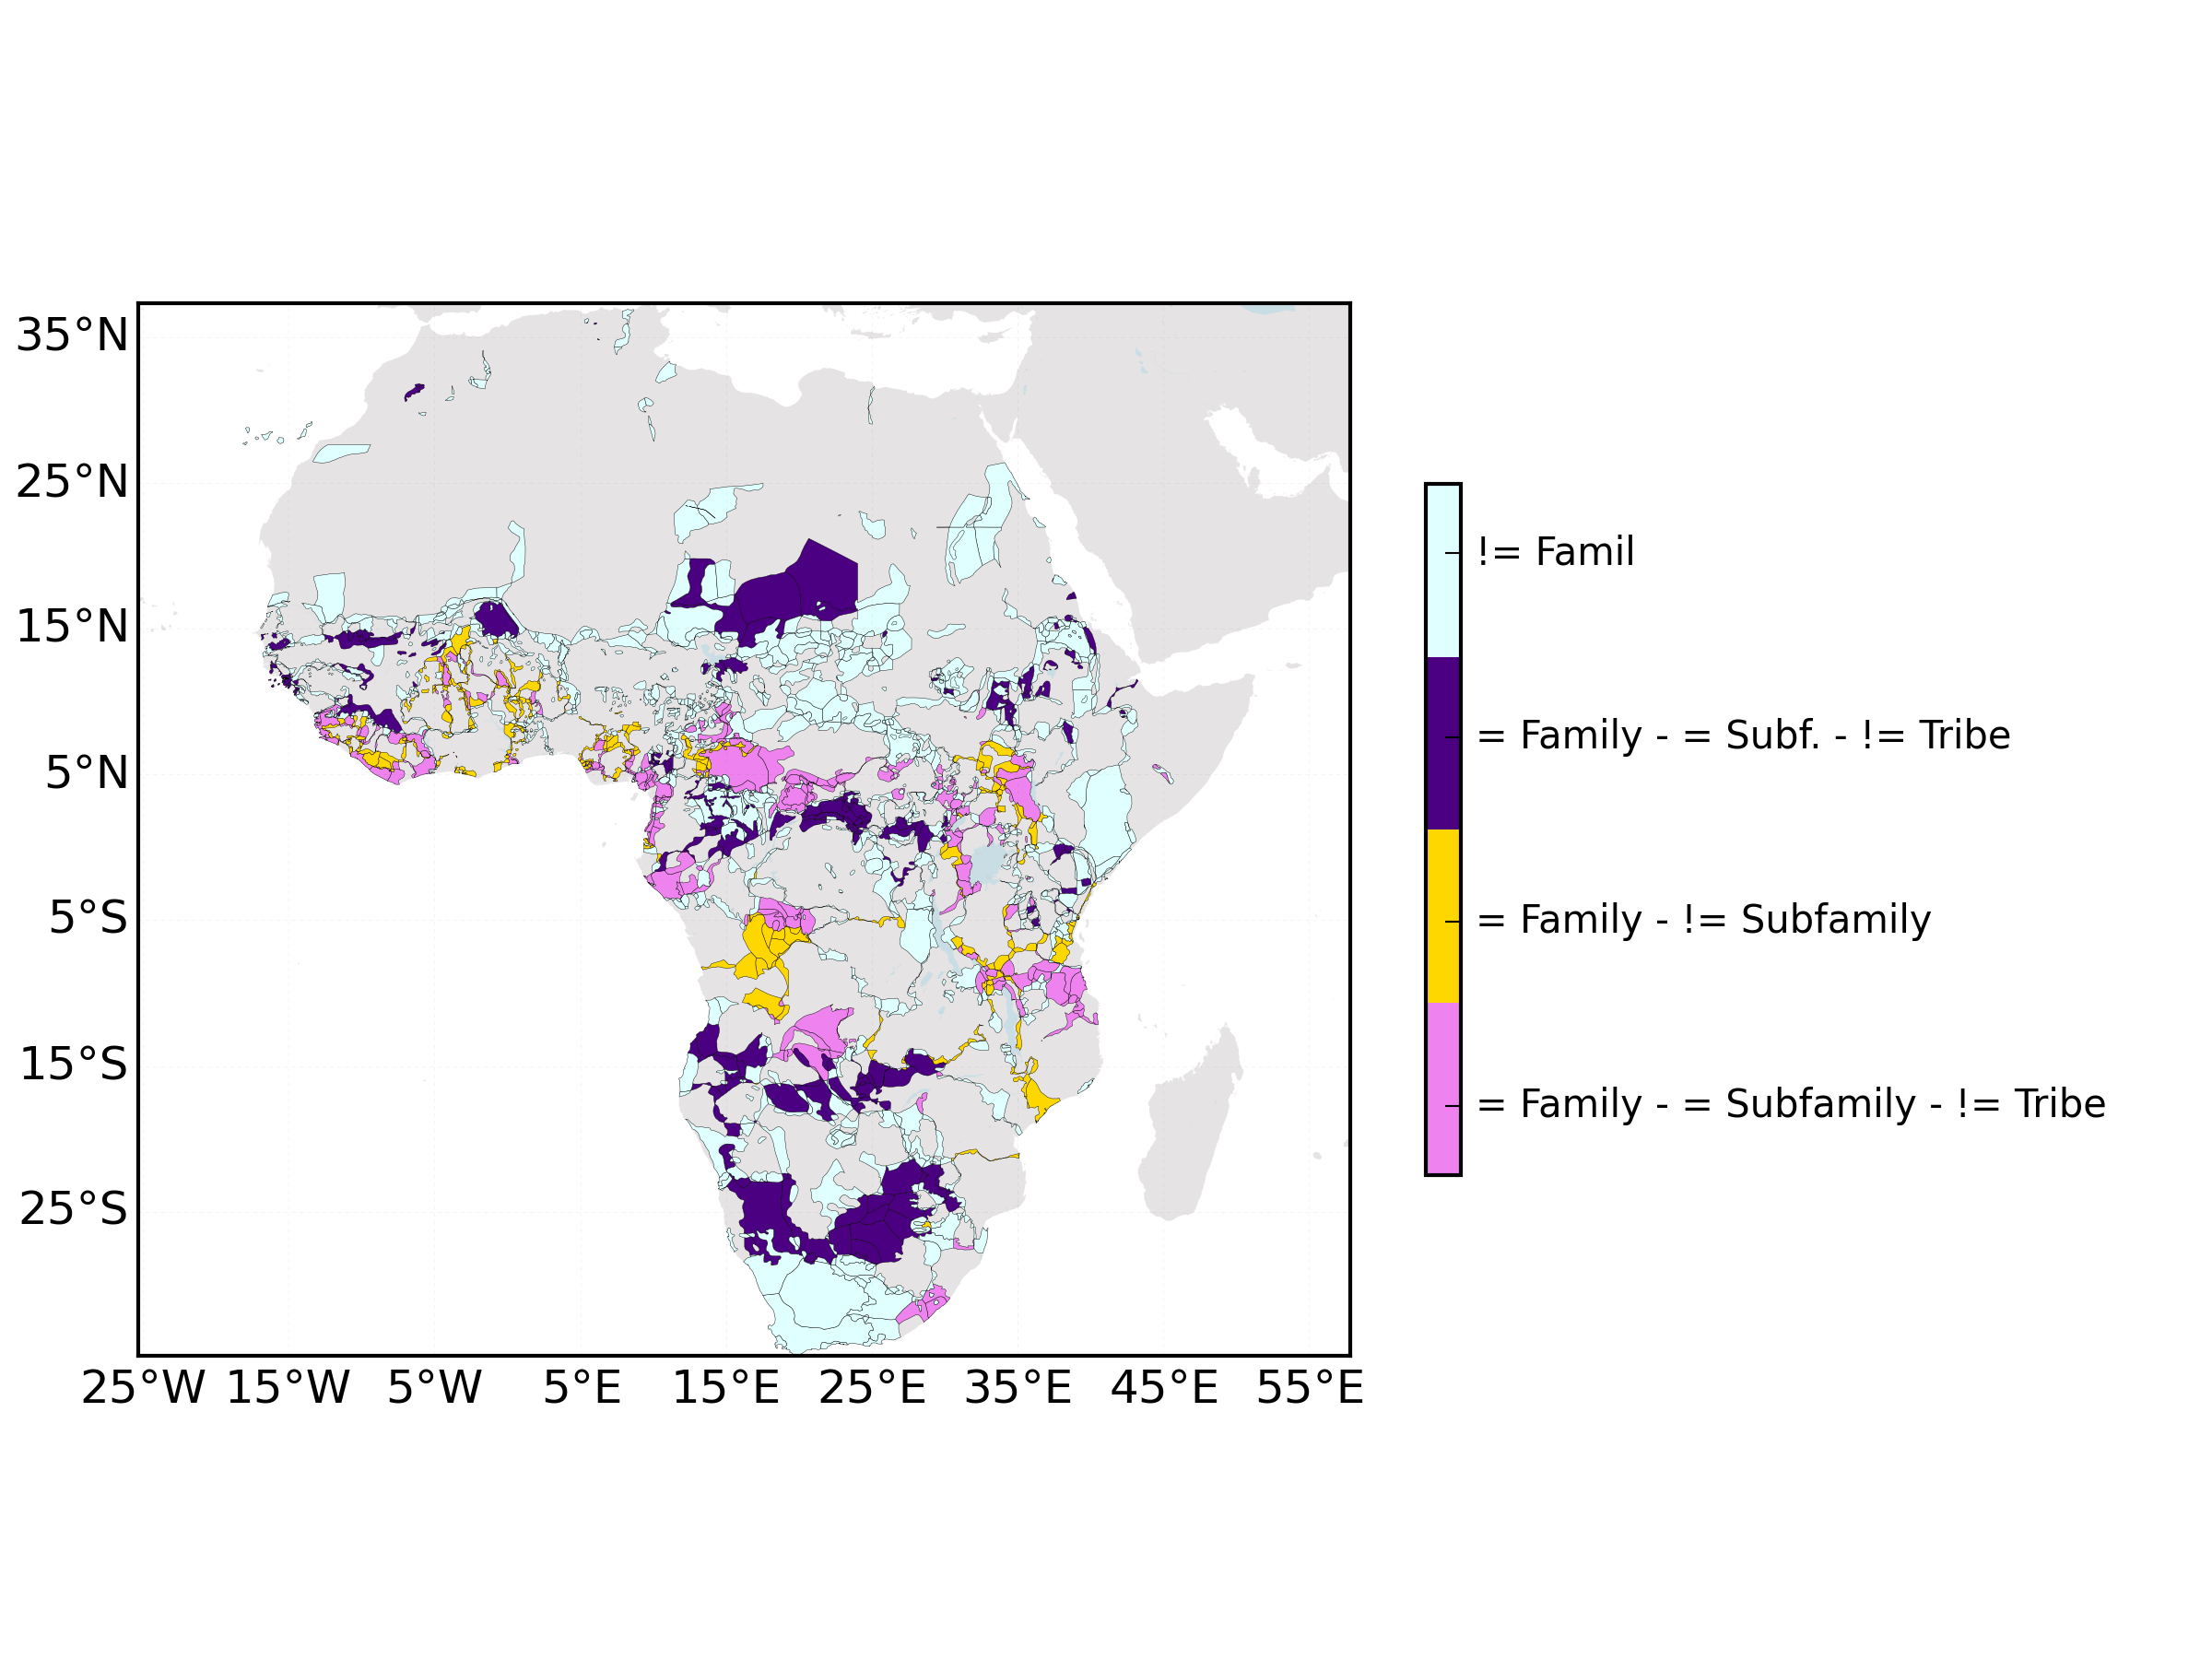 35°N
25°N
15°N
5°N
5°S
15°S
25°S
25°W 15°W 5°W 5°E 15°E 25°E 35°E 45°E 55°E
!= Famil
= Family - = Subf. - != Tribe
= Family - != Subfamily
= Family - = Subfamily - != Tribe